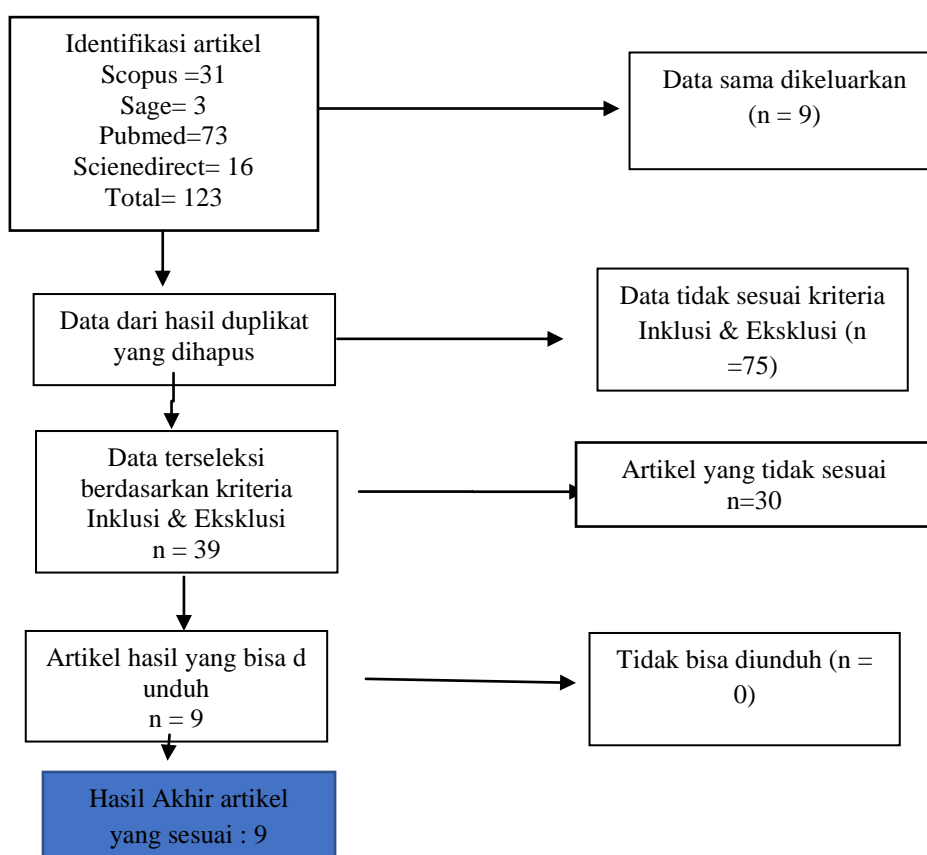 Identifikasi artikel
Scopus =31
Sage= 3
Pubmed=73
Scienedirect= 16
Total= 123
Data sama dikeluarkan
(n = 9)
Data dari hasil duplikat
yang dihapus
Data tidak sesuai kriteria
Inklusi & Eksklusi (n
=75)
Data terseleksi
berdasarkan kriteria
Inklusi & Eksklusi
n = 39
Artikel yang tidak sesuai
n=30
Artikel hasil yang bisa d
unduh
n = 9
Tidak bisa diunduh (n =
0)
Hasil Akhir artikel
yang sesuai : 9